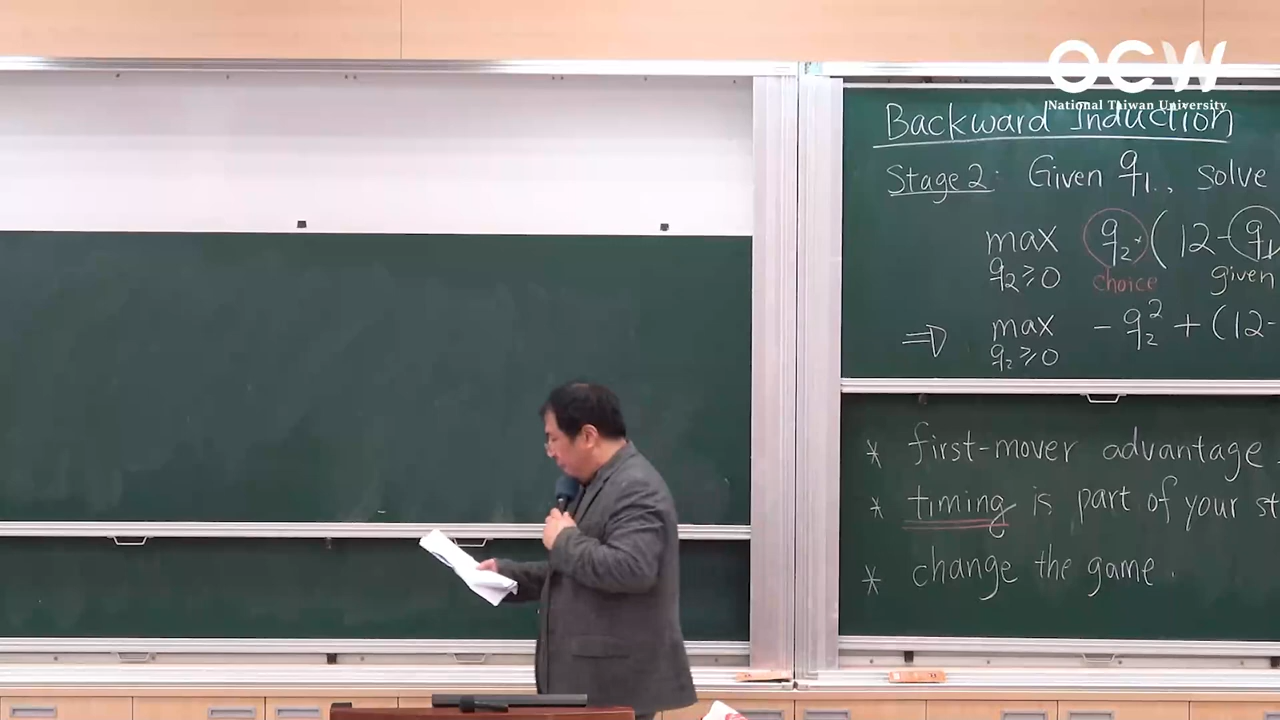 OCW
National Taiwan University
Backward Induction
Stage 2: Given q₁, solve
max q₂ (12-q₁
q₂≥0 choice given
⇒ max -q₂² + (12-
q₂≥0
* first-mover advantage
* timing is part of your st
* change the game.